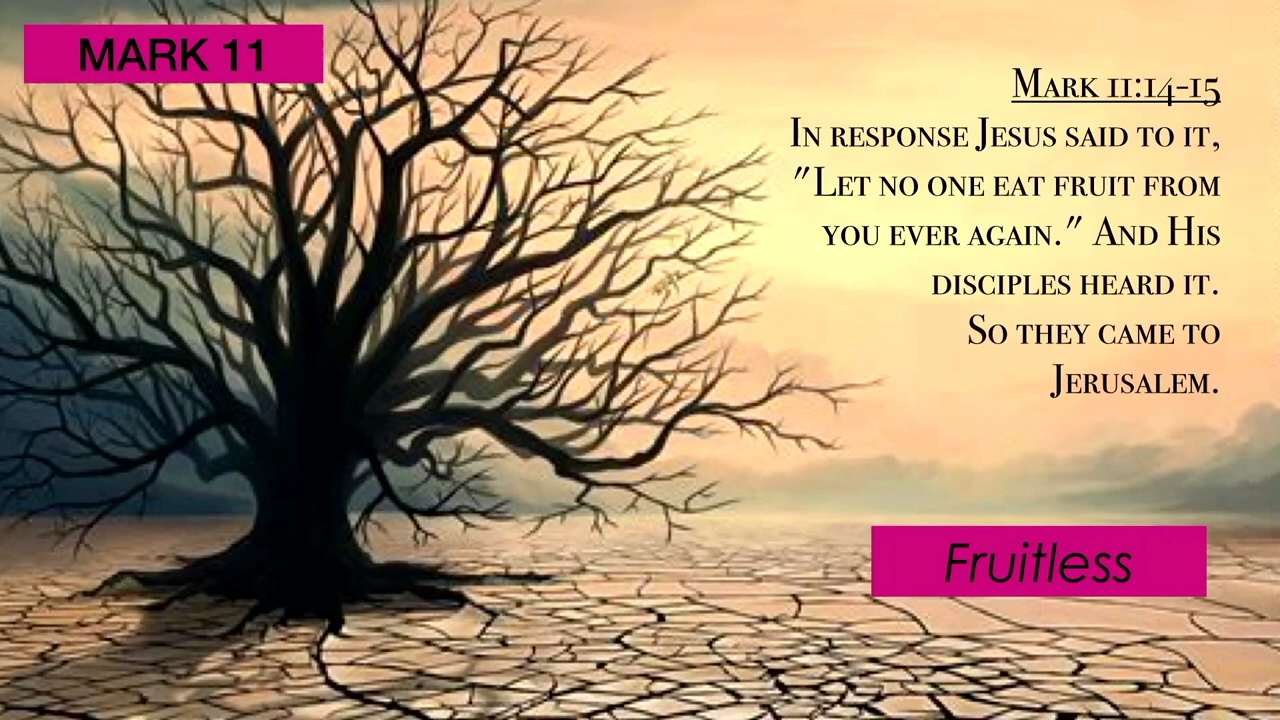 MARK 11
Mark 11:14-15
In response Jesus said to it,
"Let no one eat fruit from
you ever again." And His
disciples heard it.
So they came to
Jerusalem.
Fruitless